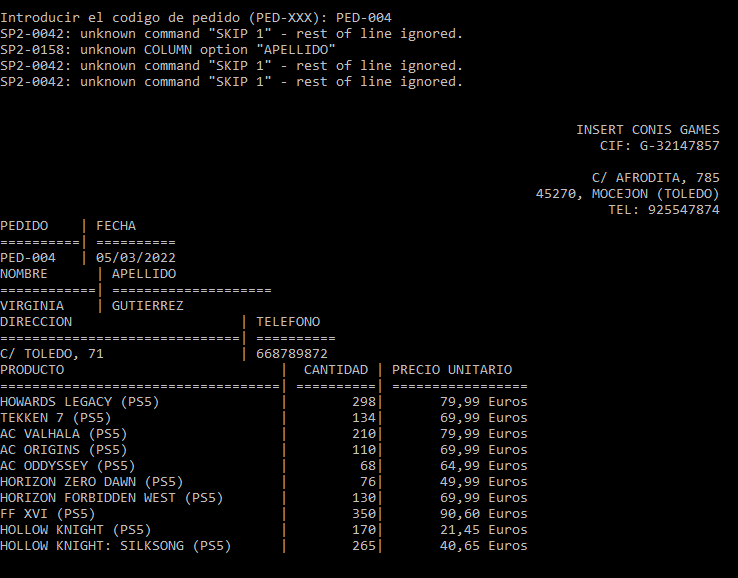 Introducir el codigo de pedido (PED-XXX): PED-004
SP2-0042: unknown command "SKIP 1" - rest of line ignored.
SP2-0158: unknown COLUMN option "APELLIDO"
SP2-0042: unknown command "SKIP 1" - rest of line ignored.
SP2-0042: unknown command "SKIP 1" - rest of line ignored.
INSERT CONIS GAMES
CIF: G-32147857
C/ AFRODITA, 785
45270, MOCEJON (TOLEDO)
TEL: 925547874
PEDIDO    | FECHA
==========| ==========
PED-004   | 05/03/2022
NOMBRE      | APELLIDO
============| ====================
VIRGINIA    | GUTIERREZ
DIRECCION                     | TELEFONO
==============================| ==========
C/ TOLEDO, 71                 | 668789872
PRODUCTO                           |  CANTIDAD | PRECIO UNITARIO
===================================| ==========| =================
HOWARDS LEGACY (PS5)               |        298|       79,99 Euros
TEKKEN 7 (PS5)                     |        134|       69,99 Euros
AC VALHALA (PS5)                   |        210|       79,99 Euros
AC ORIGINS (PS5)                   |        110|       69,99 Euros
AC ODDYSSEY (PS5)                  |         68|       64,99 Euros
HORIZON ZERO DAWN (PS5)            |         76|       49,99 Euros
HORIZON FORBIDDEN WEST (PS5)       |        130|       69,99 Euros
FF XVI (PS5)                       |        350|       90,60 Euros
HOLLOW KNIGHT (PS5)                |        170|       21,45 Euros
HOLLOW KNIGHT: SILKSONG (PS5)      |        265|       40,65 Euros